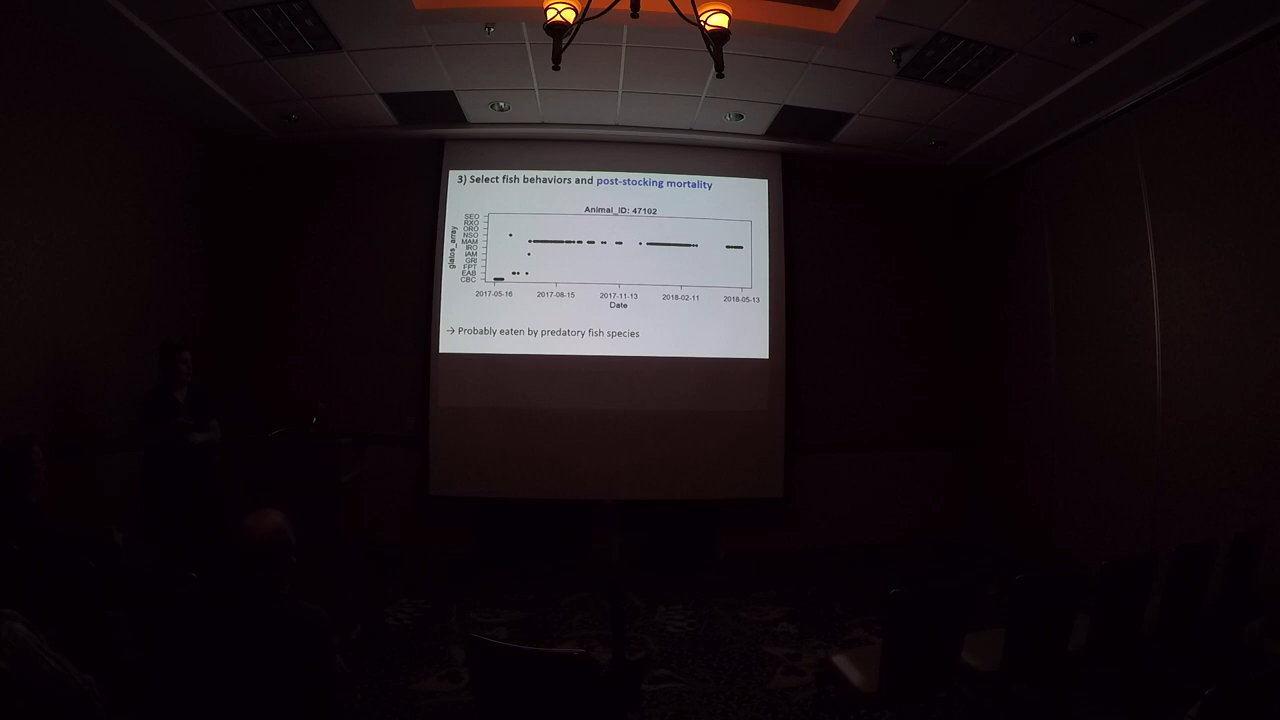 3) Select fish behaviors and post-stocking mortality
Animal_ID: 47102
glatos_array
SEO
RXO
ORO
NSO
MAM
IRO
IAM
GRI
FPT
EAB
CBC
2017-05-16 2017-08-15 2017-11-13 2018-02-11 2018-05-13
Date
→ Probably eaten by predatory fish species